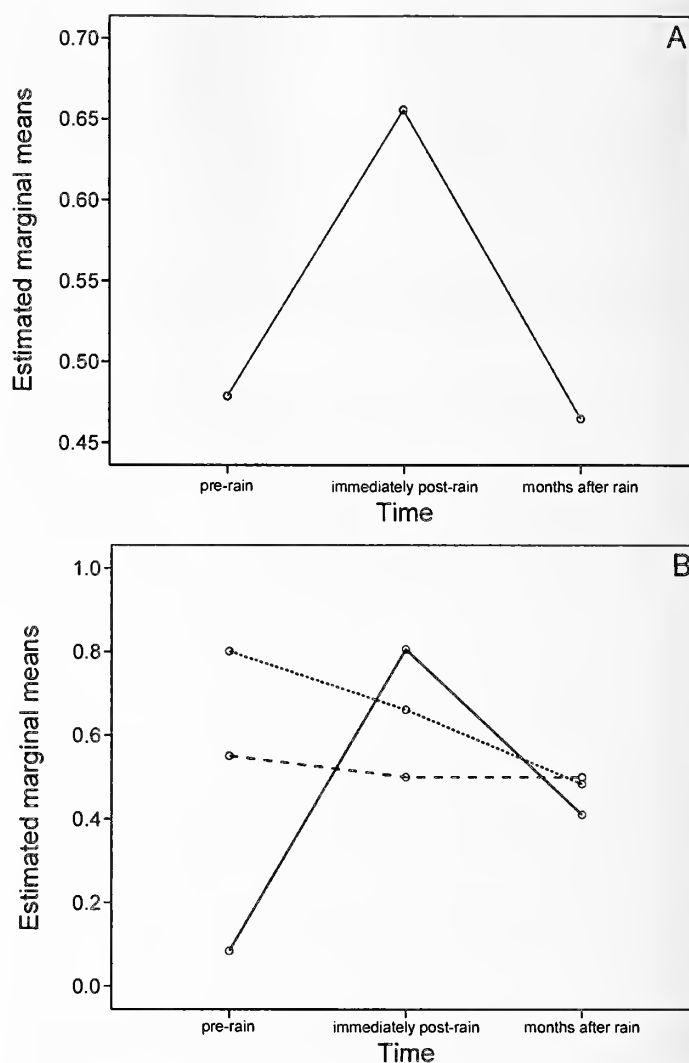 A
0.70
0.65
0.60
0.55
0.50
0.45
Estimated marginal means
pre-rain immediately post-rain months after rain
Time
B
1.0
0.8
0.6
0.4
0.2
0.0
Estimated marginal means
pre-rain immediately post-rain months after rain
Time